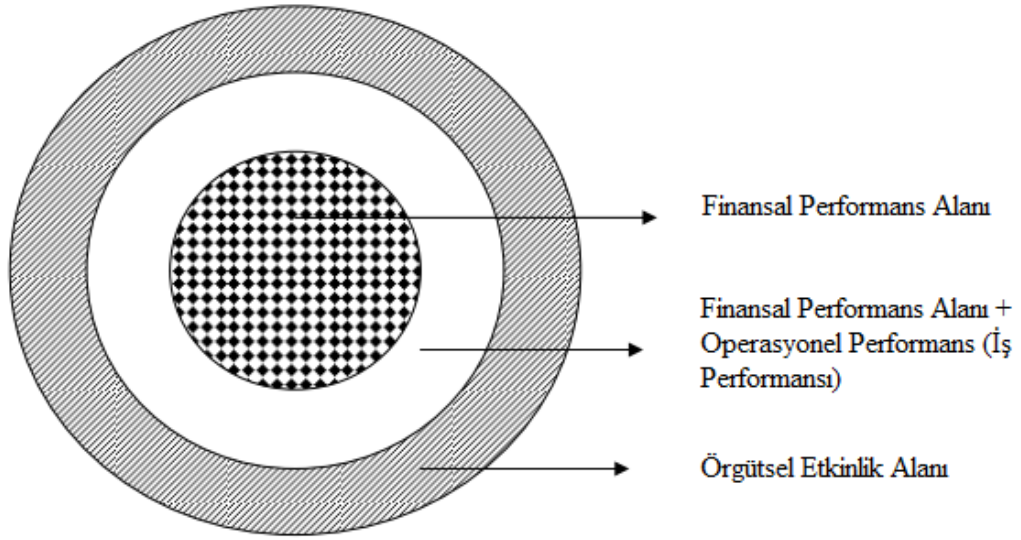 Finansal Performans Alanı
Finansal Performans Alanı +
Operasyonel Performans (İş
Performansı)
Örgütsel Etkinlik Alanı